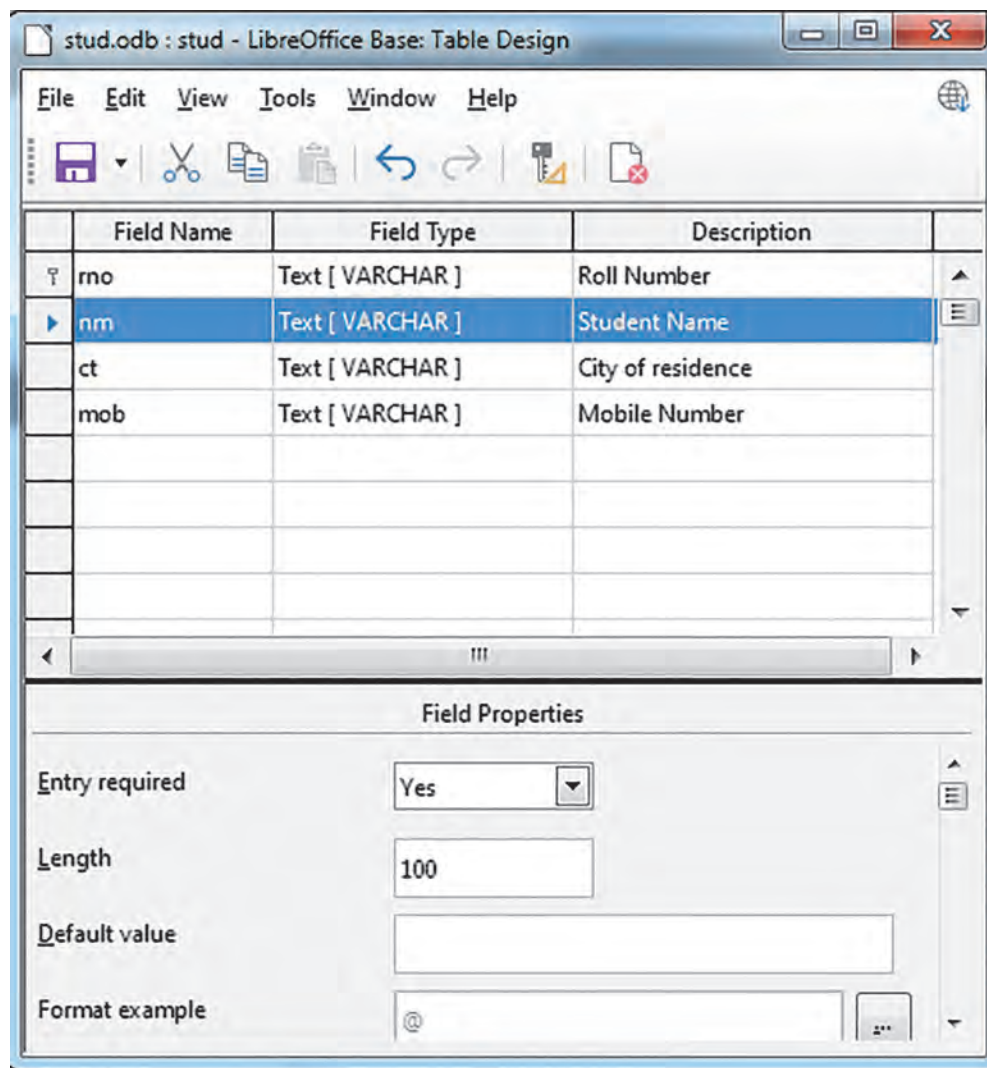 stud.odb : stud - LibreOffice Base: Table Design
File Edit View Tools Window Help
Field Name Field Type Description
rno Text [ VARCHAR ] Roll Number
nm Text [ VARCHAR ] Student Name
ct Text [ VARCHAR ] City of residence
mob Text [ VARCHAR ] Mobile Number
Field Properties
Entry required Yes
Length 100
Default value
Format example @ ...